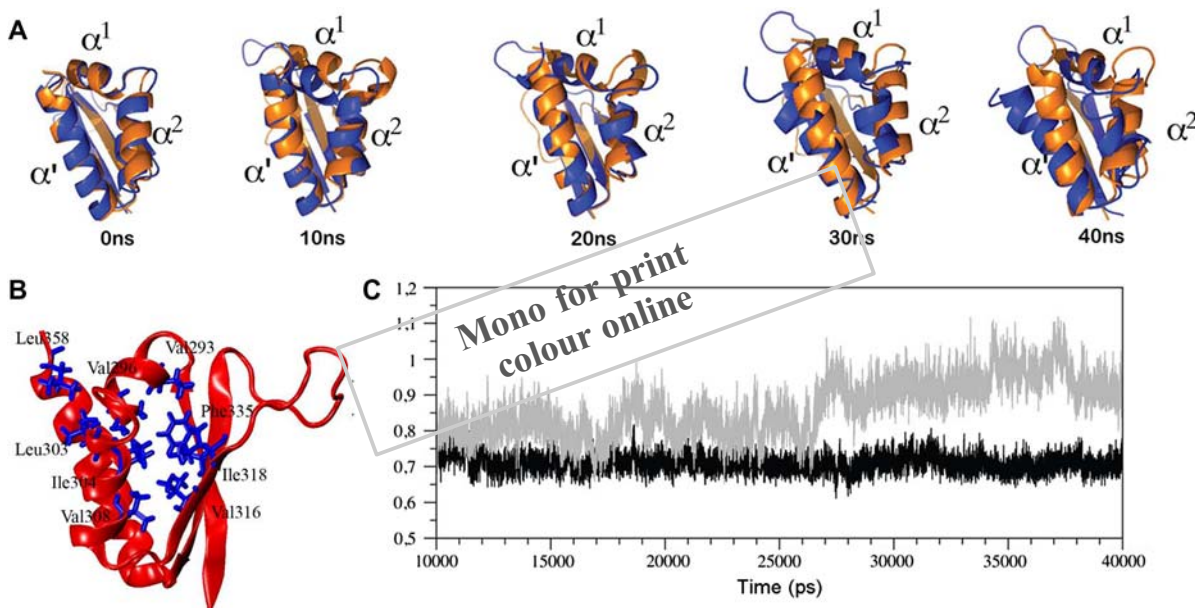 A
α¹ α¹ α¹ α¹ α¹
α² α² α² α² α²
α' α' α' α' α'
0ns 10ns 20ns 30ns 40ns
Mono for print
colour online
B
Leu358
Val293
Val296
Phe335
Leu303
Ile318
Ile304
Val308
Val316
C
1,2
1,1
1
0,9
0,8
0,7
0,6
0,5
10000 15000 20000 25000 30000 35000 40000
Time (ps)